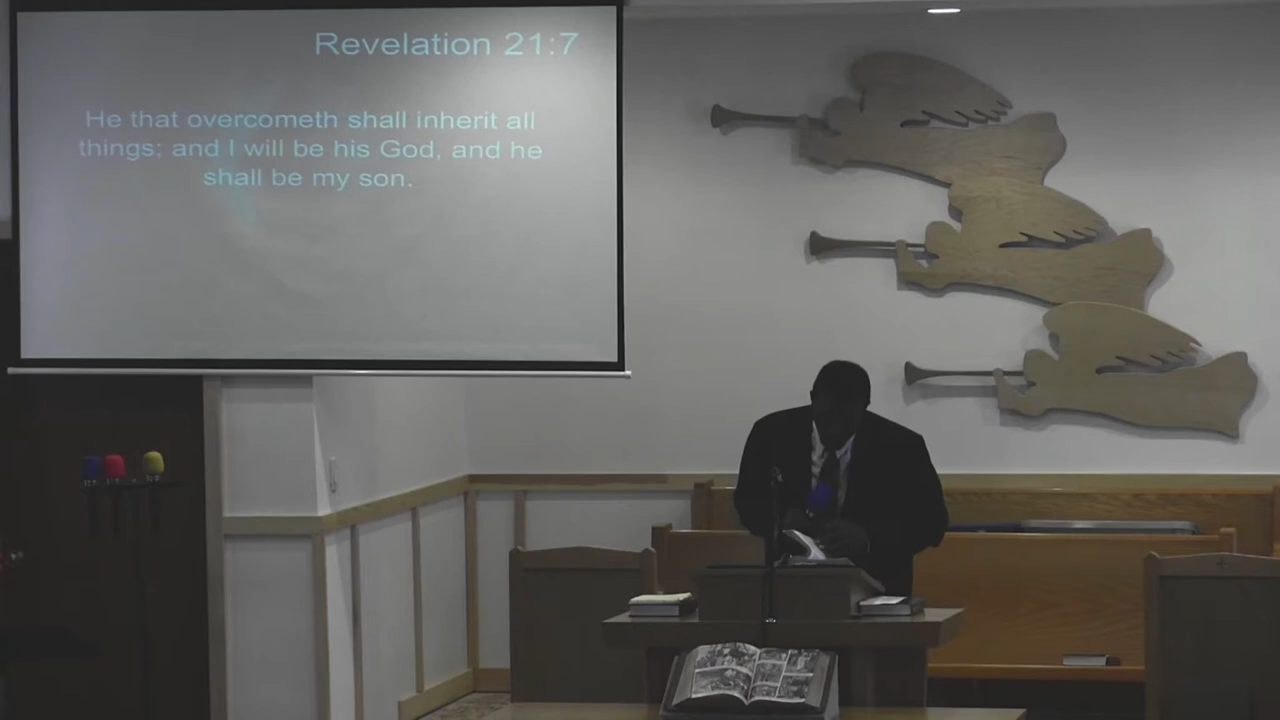 Revelation 21:7
He that overcometh shall inherit all
things; and I will be his God, and he
shall be my son.